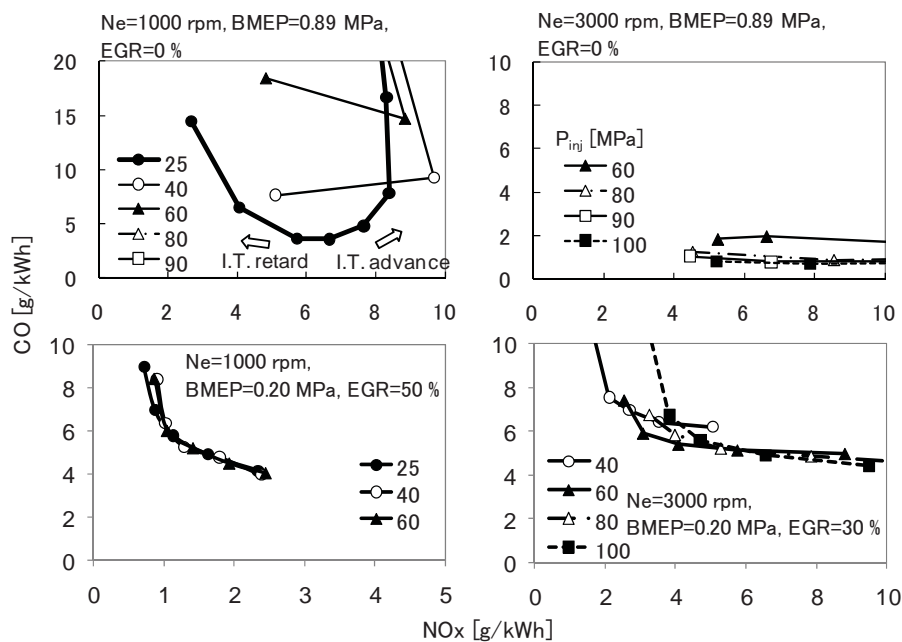 Ne=1000 rpm, BMEP=0.89 MPa,
EGR=0 %
20
15
10
5
0
25
40
60
80
90
I.T. retard
I.T. advance
0 2 4 6 8 10
Ne=3000 rpm, BMEP=0.89 MPa,
EGR=0 %
10
8
6
4
2
0
Pinj [MPa]
60
80
90
100
0 2 4 6 8 10
CO [g/kWh]
10
8
6
4
2
0
Ne=1000 rpm,
BMEP=0.20 MPa, EGR=50 %
25
40
60
0 1 2 3 4 5
10
8
6
4
2
0
40
60
80
100
Ne=3000 rpm,
BMEP=0.20 MPa, EGR=30 %
0 2 4 6 8 10
NOx [g/kWh]